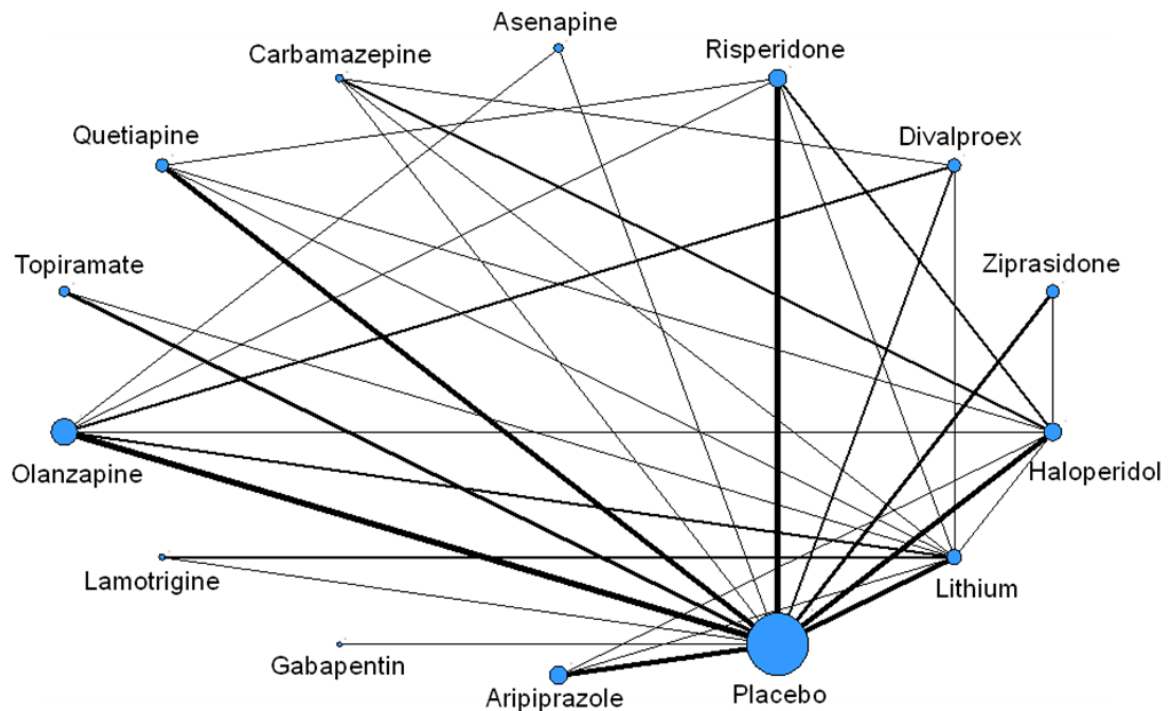 Asenapine
Carbamazepine
Risperidone
Quetiapine
Divalproex
Topiramate
Ziprasidone
Olanzapine
Haloperidol
Lamotrigine
Lithium
Gabapentin
Aripiprazole
Placebo